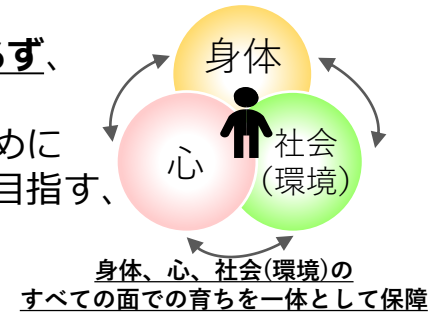 らず、
めに
目指す、
身体
心
社会
(環境)
身体、心、社会(環境)の
すべての面での育ちを一体として保障